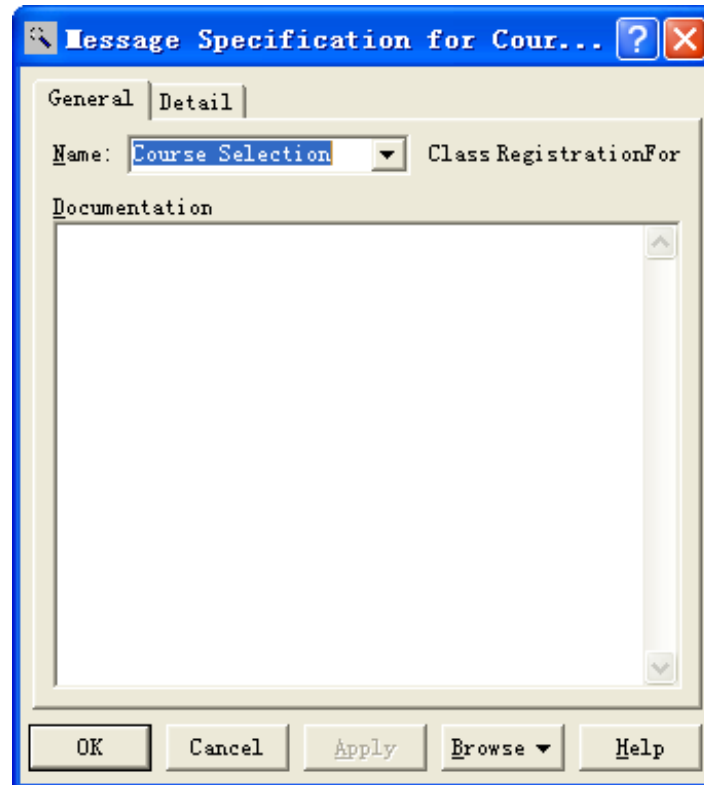 Message Specification for Cour...
General Detail
Name: Course Selection Class RegistrationFor
Documentation
OK Cancel Apply Browse Help